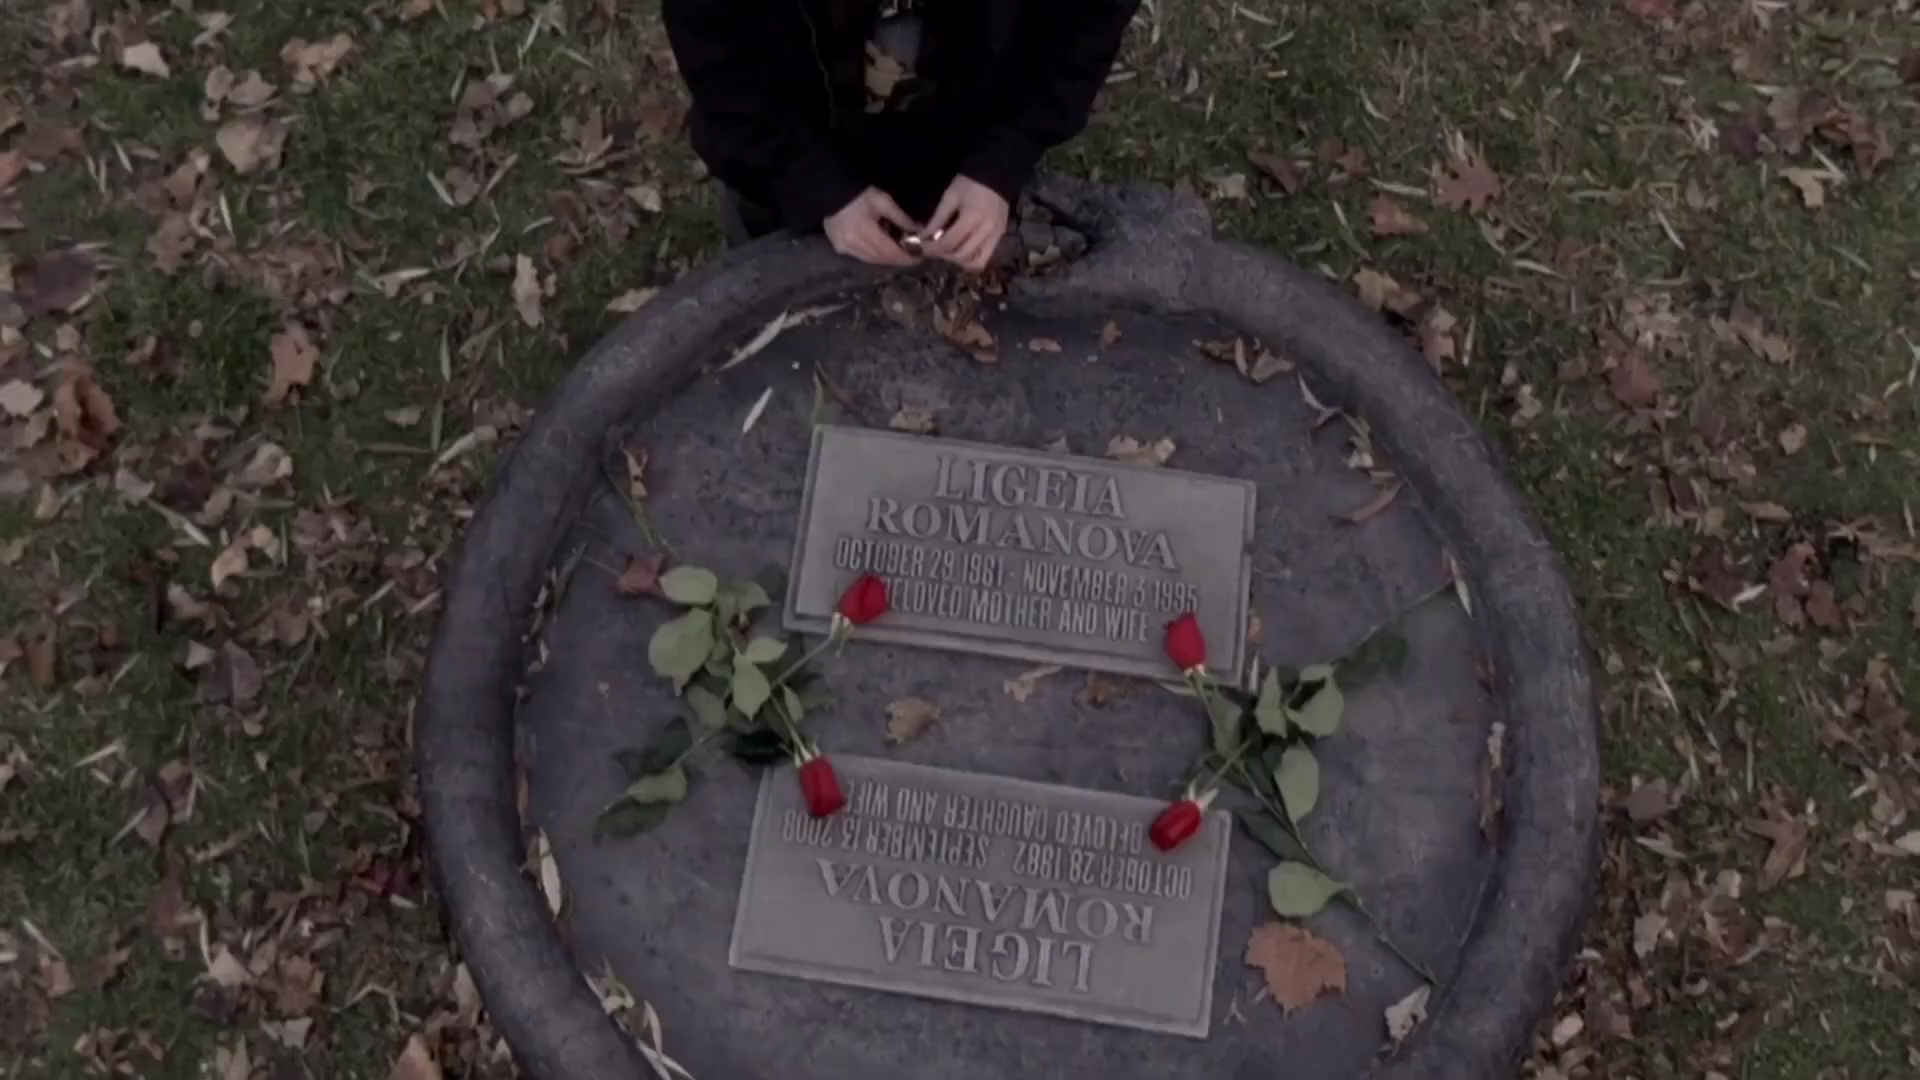 LIGEIA
ROMANOVA
OCTOBER 29 1961 - NOVEMBER 3 1995
BELOVED MOTHER AND WIFE
LIGEIA
ROMANOVA
OCTOBER 28 1982 - SEPTEMBER 13 2008
BELOVED DAUGHTER AND WIFE